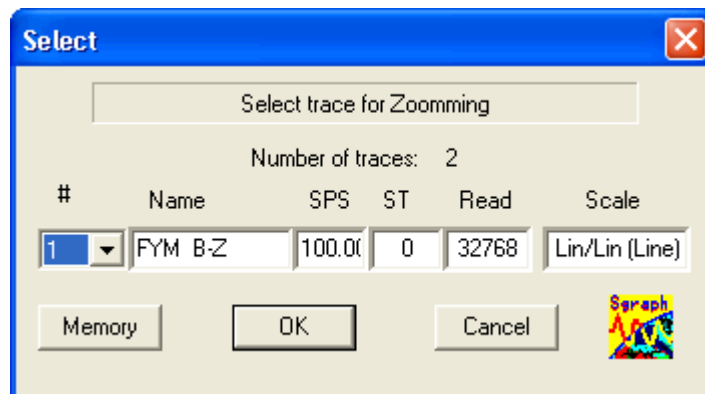 Select
Select trace for Zoomming
Number of traces: 2
# Name SPS ST Read Scale
1 FYM B-Z 100.0( 0 32768 Lin/Lin (Line)
Memory OK Cancel Sgraph